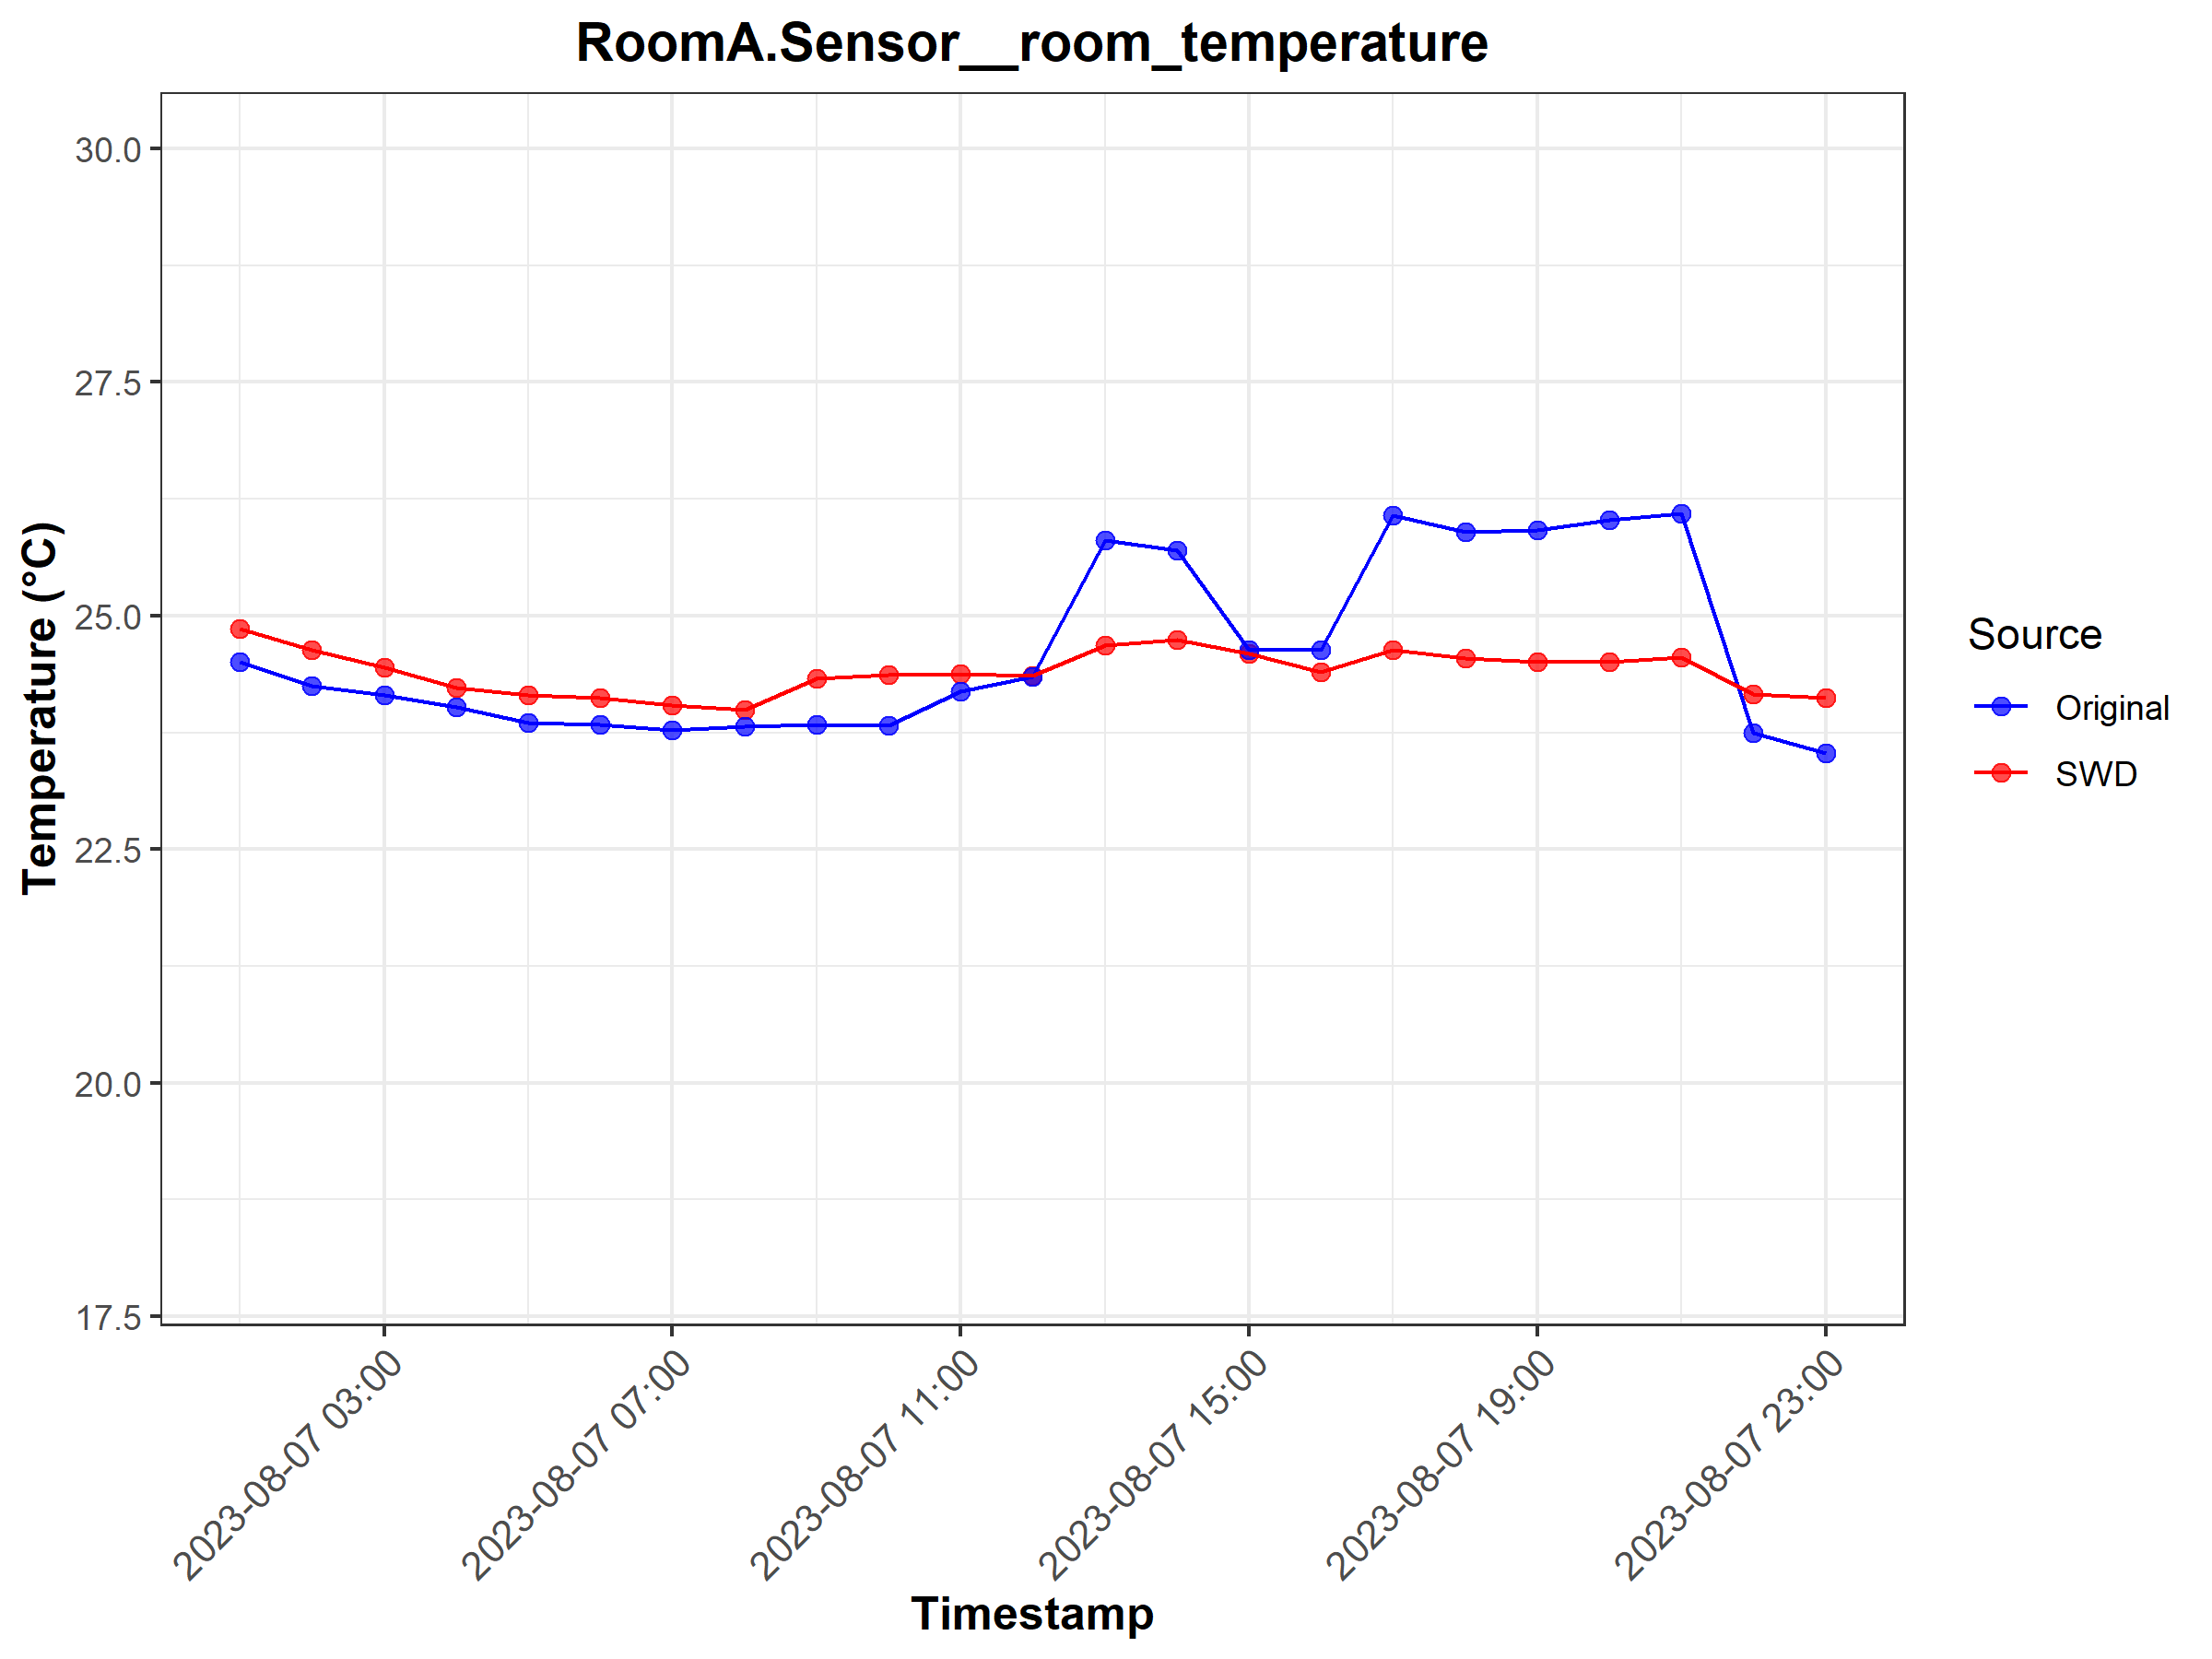 RoomA.Sensor__room_temperature
Temperature (°C)
30.0
27.5
25.0
22.5
20.0
17.5
2023-08-07 03:00
2023-08-07 07:00
2023-08-07 11:00
2023-08-07 15:00
2023-08-07 19:00
2023-08-07 23:00
Timestamp
Source
Original
SWD